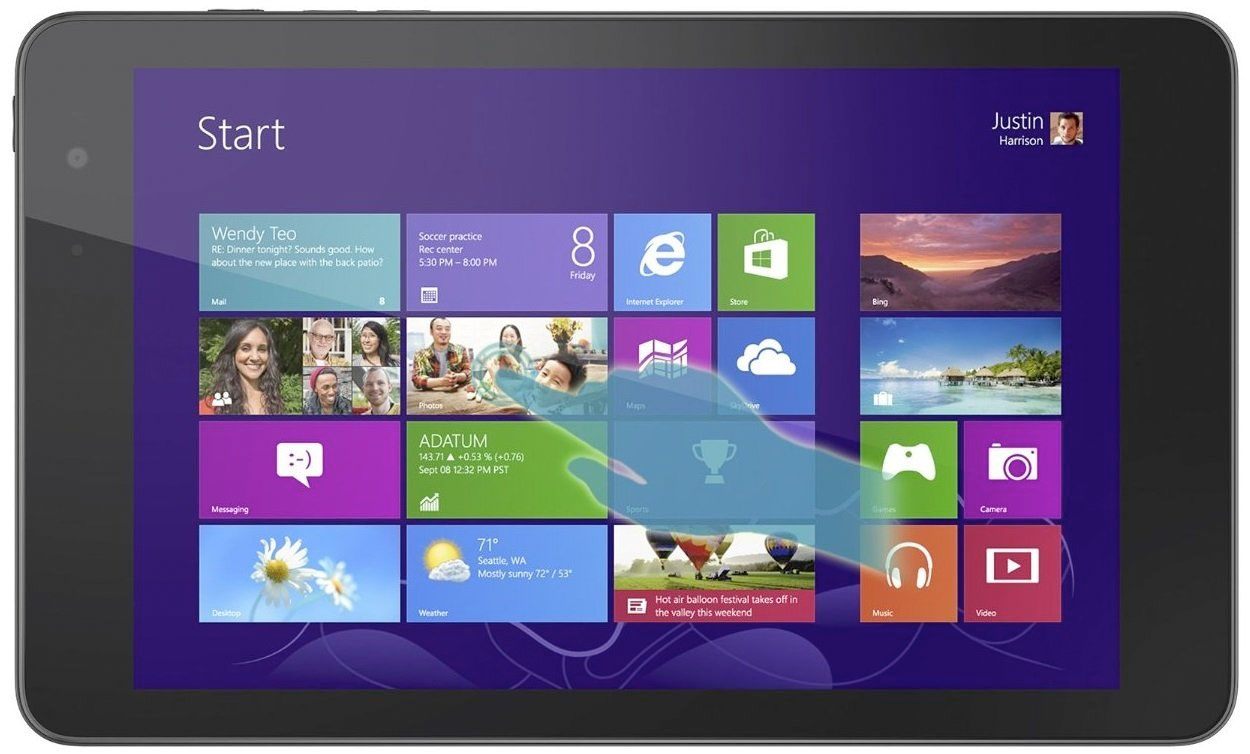 Start
Justin
Harrison
Wendy Teo
RE: Dinner tonight? Sounds good. How
about the new place with the back patio?
Mail
8
Soccer practice
Rec center
5:30 PM – 8:00 PM
8
Friday
Internet Explorer
Store
Bing
Photos
Maps
SkyDrive
:-)
Messaging
ADATUM
143.71 ▲ +0.53 % (+0.76)
Sept 08 12:32 PM PST
Sports
Games
Camera
Desktop
71°
Seattle, WA
Mostly sunny 72° / 53°
Weather
Hot air balloon festival takes off in
the valley this weekend
Music
Video